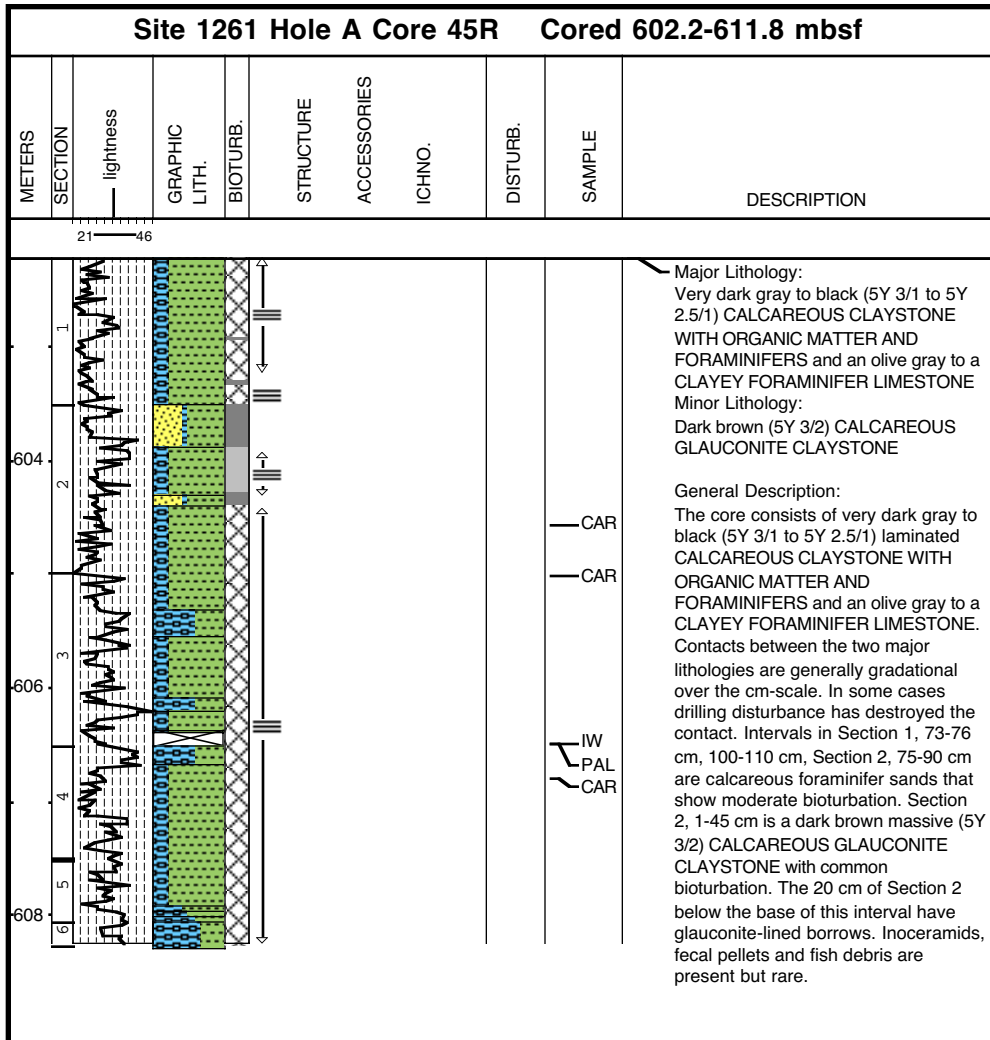 Site 1261 Hole A Core 45R Cored 602.2-611.8 mbsf
METERS
SECTION
lightness
GRAPHIC
LITH.
BIOTURB.
STRUCTURE
ACCESSORIES
ICHNO.
DISTURB.
SAMPLE
DESCRIPTION
21 46
1
604
2
3
606
4
5
608
6
CAR
CAR
IW
PAL
CAR
Major Lithology:
Very dark gray to black (5Y 3/1 to 5Y
2.5/1) CALCAREOUS CLAYSTONE
WITH ORGANIC MATTER AND
FORAMINIFERS and an olive gray to a
CLAYEY FORAMINIFER LIMESTONE
Minor Lithology:
Dark brown (5Y 3/2) CALCAREOUS
GLAUCONITE CLAYSTONE
General Description:
The core consists of very dark gray to
black (5Y 3/1 to 5Y 2.5/1) laminated
CALCAREOUS CLAYSTONE WITH
ORGANIC MATTER AND
FORAMINIFERS and an olive gray to a
CLAYEY FORAMINIFER LIMESTONE.
Contacts between the two major
lithologies are generally gradational
over the cm-scale. In some cases
drilling disturbance has destroyed the
contact. Intervals in Section 1, 73-76
cm, 100-110 cm, Section 2, 75-90 cm
are calcareous foraminifer sands that
show moderate bioturbation. Section
2, 1-45 cm is a dark brown massive (5Y
3/2) CALCAREOUS GLAUCONITE
CLAYSTONE with common
bioturbation. The 20 cm of Section 2
below the base of this interval have
glauconite-lined borrows. Inoceramids,
fecal pellets and fish debris are
present but rare.